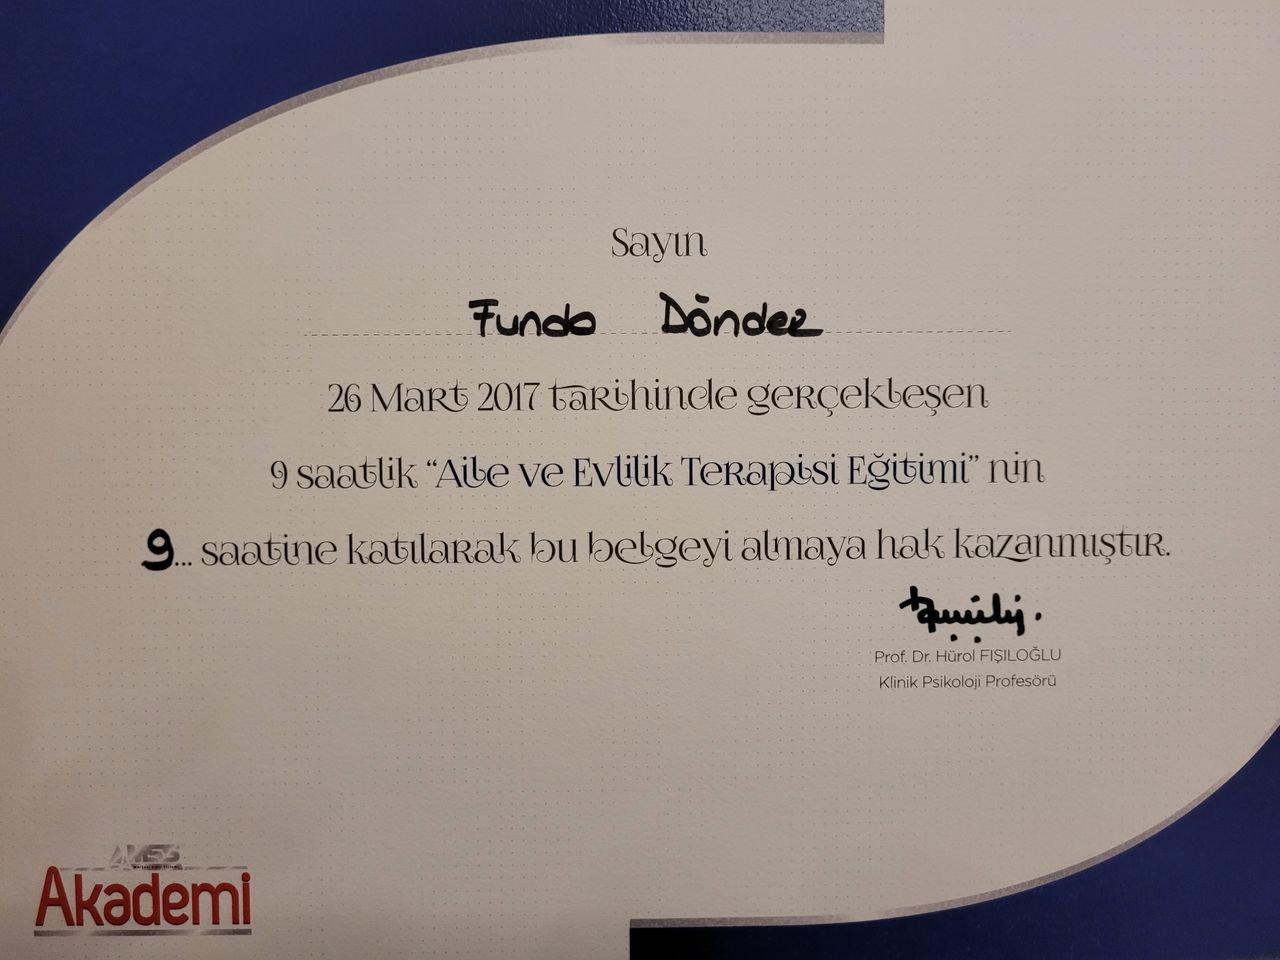 Sayın
Funda Döndez
26 Mart 2017 tarihinde gerçekleşen
9 saatlik “Aile ve Evlilik Terapisi Eğitimi” nin
9... saatine katılarak bu belgeyi almaya hak kazanmıştır.
Prof. Dr. Hürol FIŞILOĞLU
Klinik Psikoloji Profesörü
Akademi